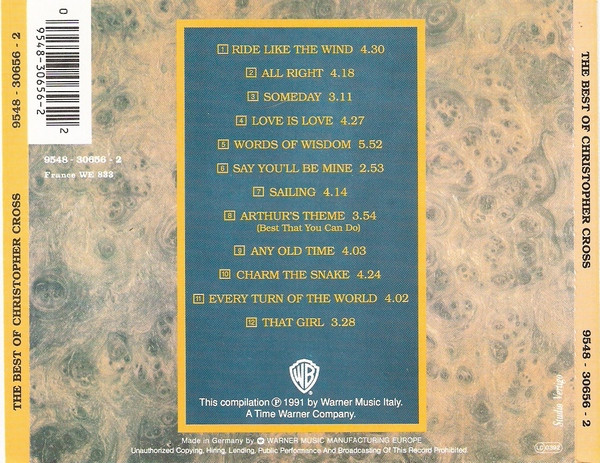 0
9548-30656-2
2
9548 - 30656 - 2
France WE 833
THE BEST OF CHRISTOPHER CROSS
9548 - 30656 - 2
1 RIDE LIKE THE WIND 4.30
2 ALL RIGHT 4.18
3 SOMEDAY 3.11
4 LOVE IS LOVE 4.27
5 WORDS OF WISDOM 5.52
6 SAY YOU'LL BE MINE 2.53
7 SAILING 4.14
8 ARTHUR'S THEME 3.54
(Best That You Can Do)
9 ANY OLD TIME 4.03
10 CHARM THE SNAKE 4.24
11 EVERY TURN OF THE WORLD 4.02
12 THAT GIRL 3.28
WB
This compilation ℗ 1991 by Warner Music Italy.
A Time Warner Company.
Made in Germany by WARNER MUSIC MANUFACTURING EUROPE
Unauthorized Copying, Hiring, Lending, Public Performance And Broadcasting Of This Record Prohibited
THE BEST OF CHRISTOPHER CROSS
9548 - 30656 - 2
LC 0392